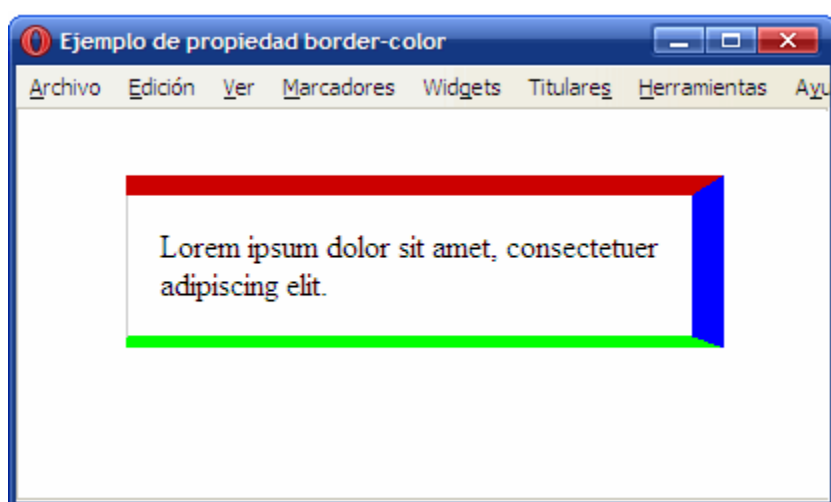 Ejemplo de propiedad border-color
Archivo Edición Ver Marcadores Widgets Titulares Herramientas Ayu
Lorem ipsum dolor sit amet, consectetuer
adipiscing elit.